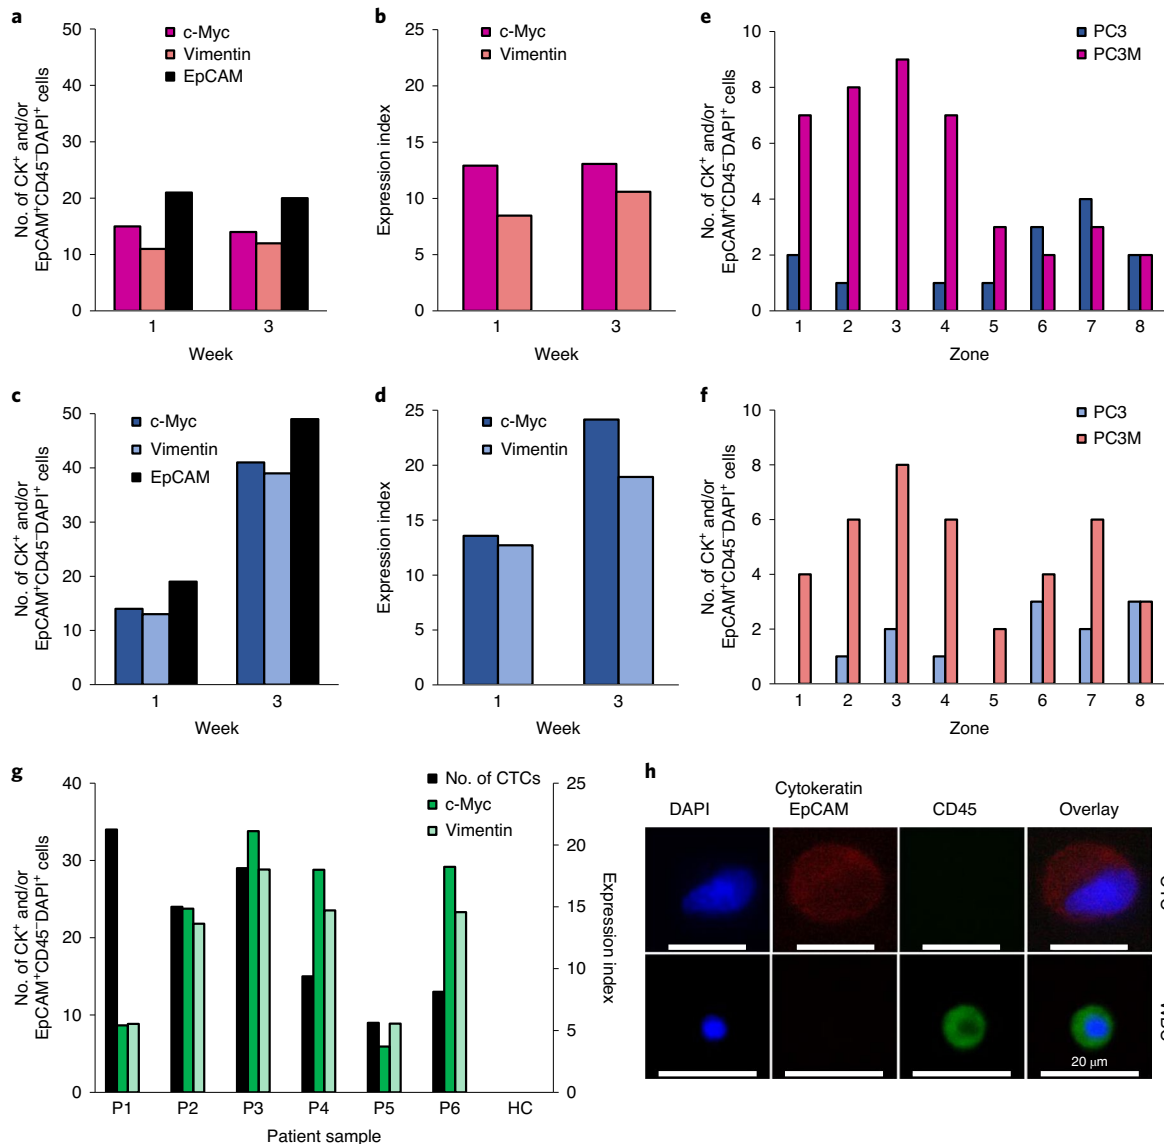 a
c-Myc
Vimentin
EpCAM
No. of CK⁺ and/or
EpCAM⁺CD45⁻DAPI⁺ cells
50
40
30
20
10
0
1 3
Week
b
c-Myc
Vimentin
Expression index
25
20
15
10
5
0
1 3
Week
e
PC3
PC3M
No. of CK⁺ and/or
EpCAM⁺CD45⁻DAPI⁺ cells
10
8
6
4
2
0
1 2 3 4 5 6 7 8
Zone
c
c-Myc
Vimentin
EpCAM
No. of CK⁺ and/or
EpCAM⁺CD45⁻DAPI⁺ cells
50
40
30
20
10
0
1 3
Week
d
c-Myc
Vimentin
Expression index
25
20
15
10
5
0
1 3
Week
f
PC3
PC3M
No. of CK⁺ and/or
EpCAM⁺CD45⁻DAPI⁺ cells
10
8
6
4
2
0
1 2 3 4 5 6 7 8
Zone
g
No. of CTCs
c-Myc
Vimentin
No. of CK⁺ and/or
EpCAM⁺CD45⁻DAPI⁺ cells
40
30
20
10
0
25
20
15
10
5
0
Expression index
P1 P2 P3 P4 P5 P6 HC
Patient sample
h
DAPI
Cytokeratin
EpCAM
CD45
Overlay
20 μm